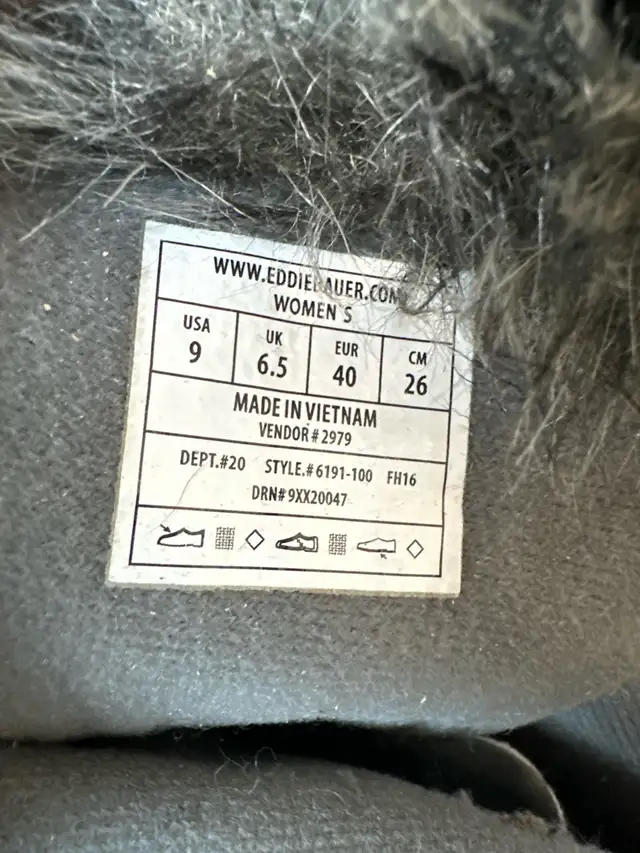 WWW.EDDIEBAUER.COM
WOMEN'S
USA UK EUR CM
9 6.5 40 26
MADE IN VIETNAM
VENDOR # 2979
DEPT.#20 STYLE.# 6191-100 FH16
DRN# 9XX20047